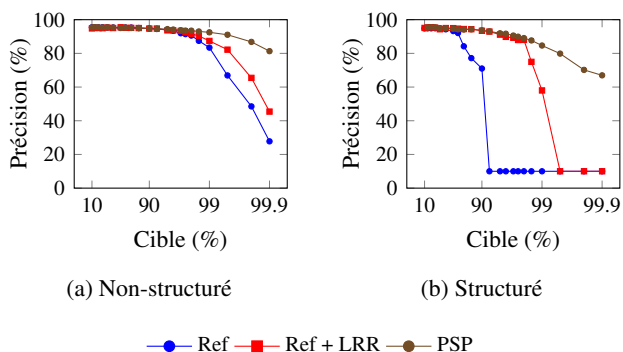 100
80
60
40
20
0
10 90 99 99.9
Précision (%)
Cible (%)
(a) Non-structuré
100
80
60
40
20
0
10 90 99 99.9
Précision (%)
Cible (%)
(b) Structuré
Ref Ref + LRR PSP